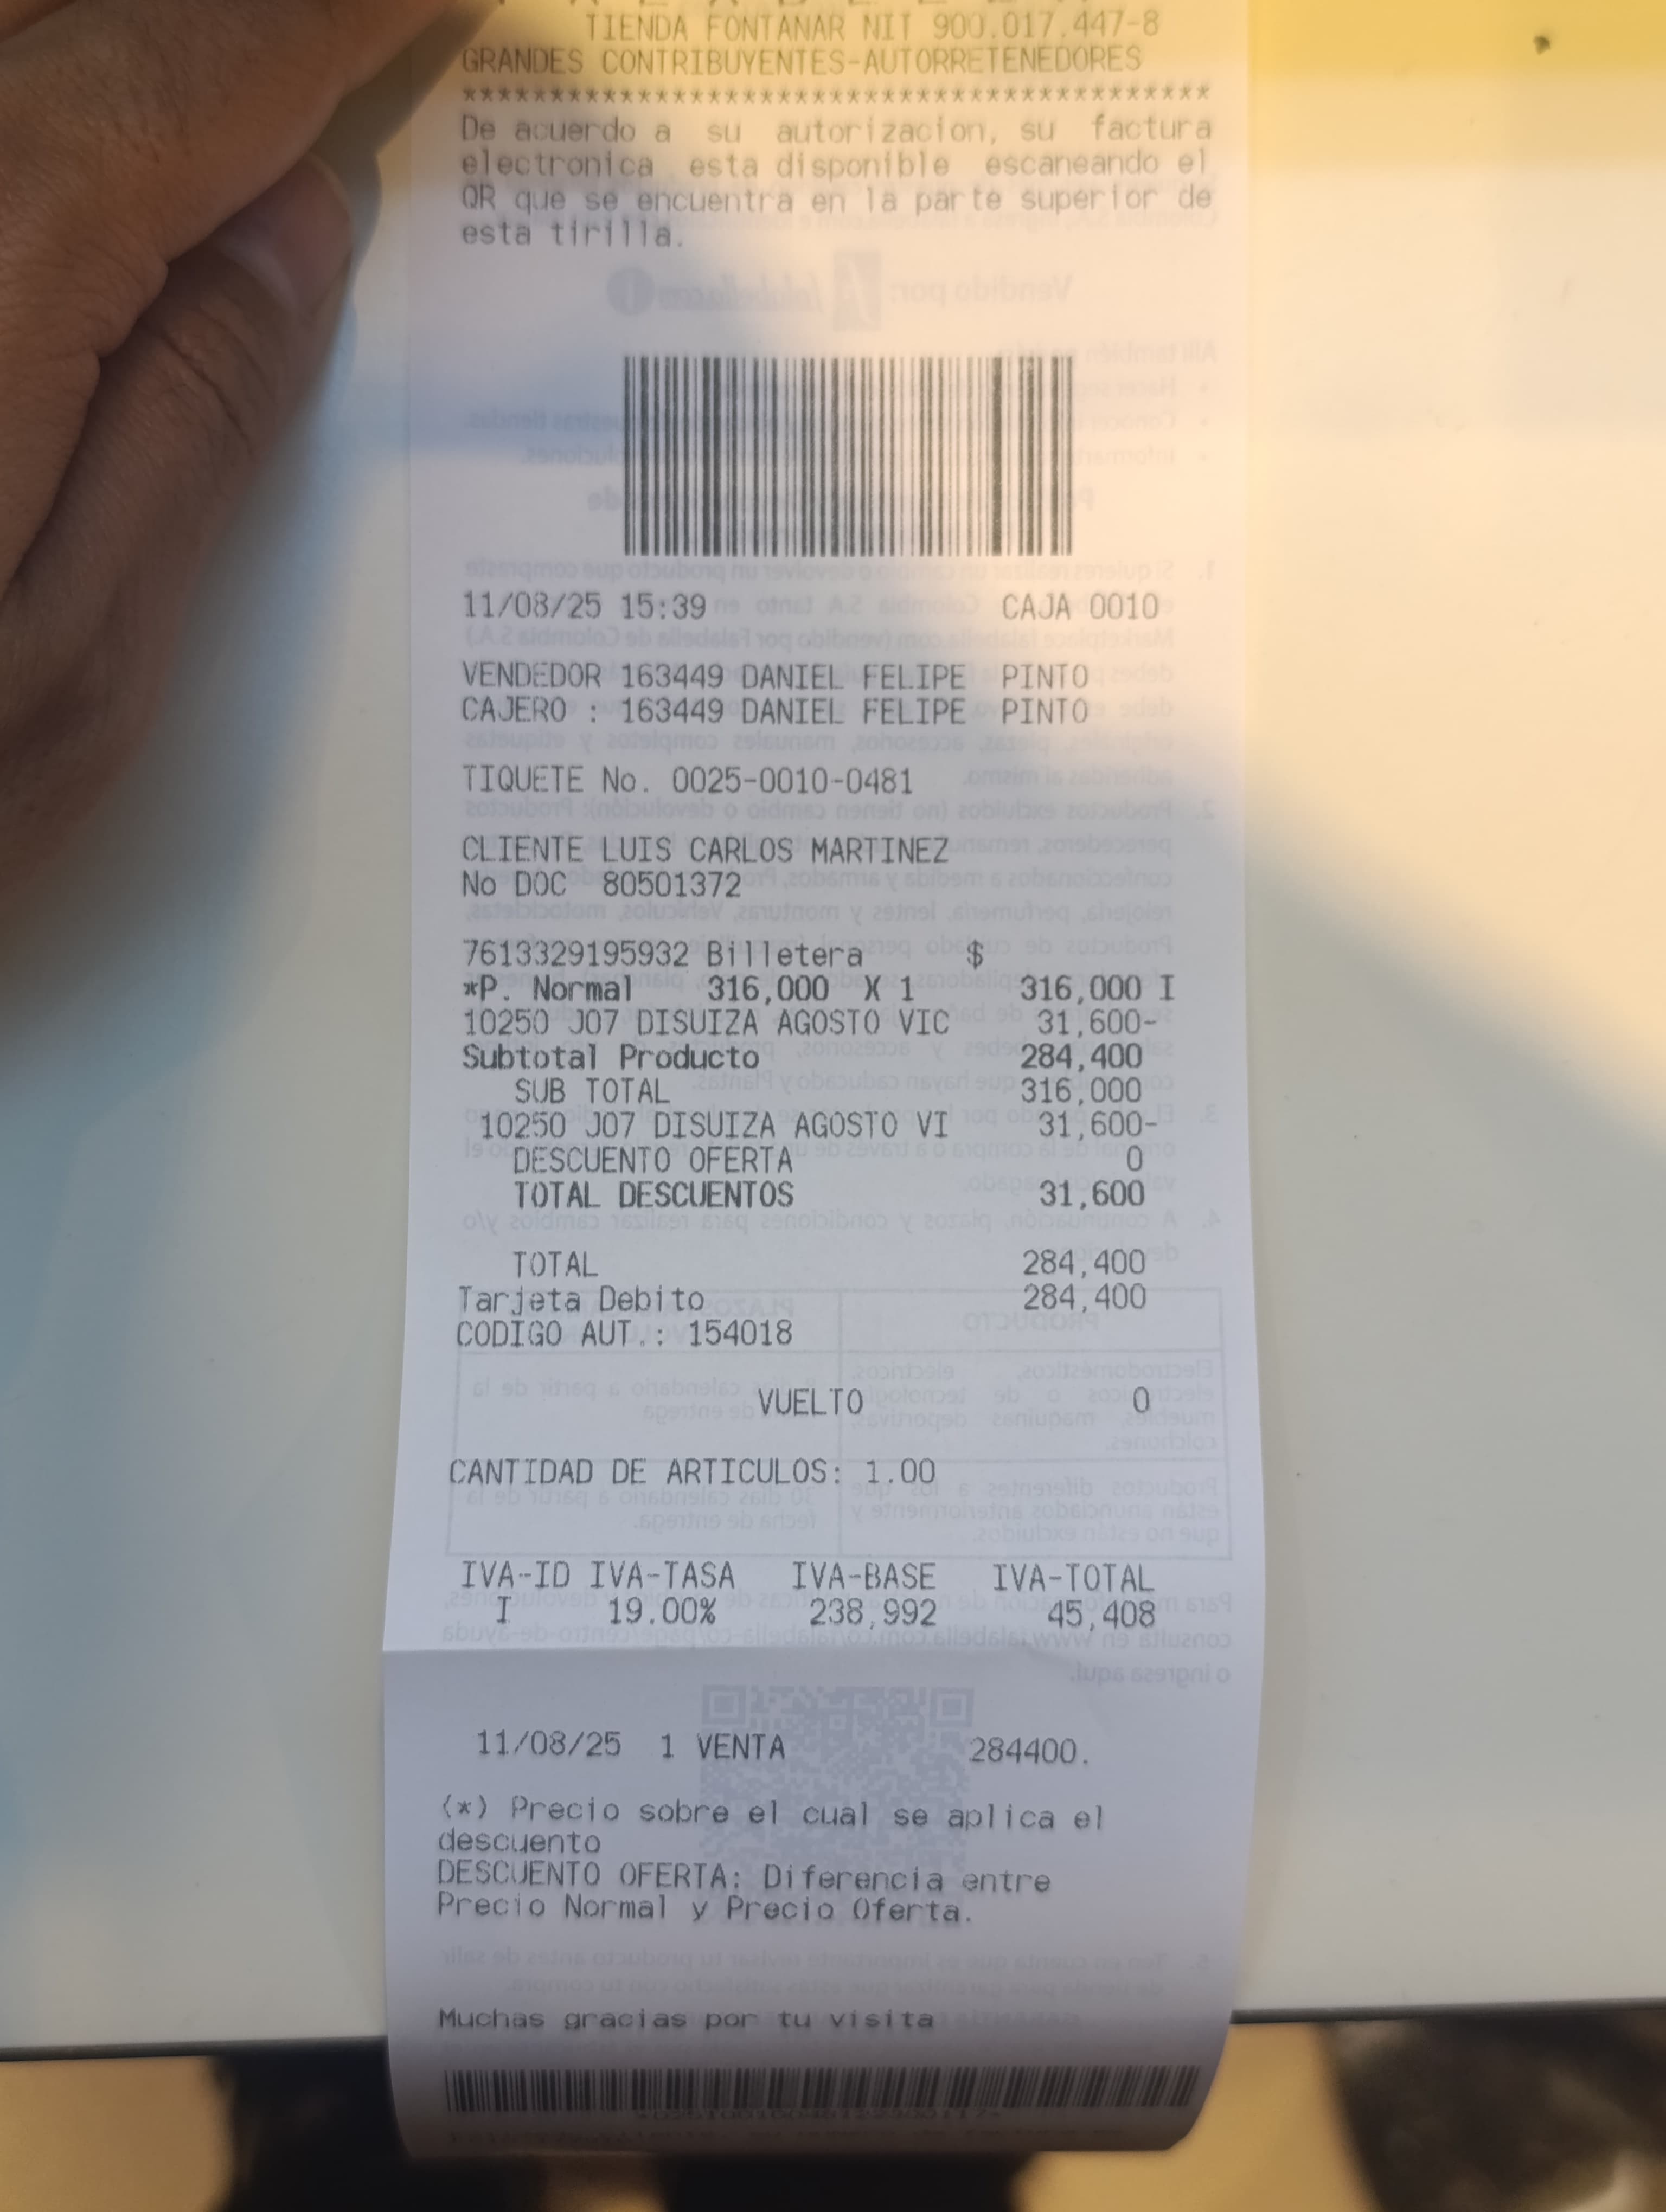 TIENDA FONTANAR NIT 900.017.447-8
GRANDES CONTRIBUYENTES-AUTORRETENEDORES
*******************************************
De acuerdo a su autorizacion, su factura
electronica esta disponible escaneando el
QR que se encuentra en la parte superior de
esta tirilla.
11/08/25 15:39 CAJA 0010
VENDEDOR 163449 DANIEL FELIPE PINTO
CAJERO : 163449 DANIEL FELIPE PINTO
TIQUETE No. 0025-0010-0481
CLIENTE LUIS CARLOS MARTINEZ
No DOC 80501372
7613329195932 Billetera $
*P. Normal 316,000 X 1 316,000 I
10250 J07 DISUIZA AGOSTO VIC 31,600-
Subtotal Producto 284,400
SUB TOTAL 316,000
10250 J07 DISUIZA AGOSTO VI 31,600-
DESCUENTO OFERTA 0
TOTAL DESCUENTOS 31,600
TOTAL 284,400
Tarjeta Debito 284,400
CODIGO AUT.: 154018
VUELTO 0
CANTIDAD DE ARTICULOS: 1.00
IVA-ID IVA-TASA IVA-BASE IVA-TOTAL
I 19.00% 238,992 45,408
11/08/25 1 VENTA 284400.
(*) Precio sobre el cual se aplica el
descuento
DESCUENTO OFERTA: Diferencia entre
Precio Normal y Precio Oferta.
Muchas gracias por tu visita